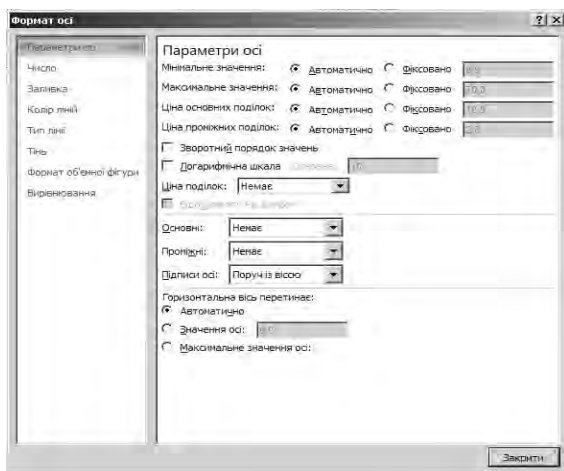 Формат осі
Параметри осі
Число
Заливка
Колір ліній
Тип лінії
Тінь
Формат об'ємної фігури
Вирівнювання
Параметри осі
Мінімальне значення: Автоматично Фіксовано
Максимальне значення: Автоматично Фіксовано
Ціна основних поділок: Автоматично Фіксовано
Ціна проміжних поділок: Автоматично Фіксовано
Зворотний порядок значень
Логарифмічна шкала
Ціна поділок: Немає
Основні: Немає
Проміжні: Немає
Підписи осі: Поруч із віссю
Горизонтальна вісь перетинає:
Автоматично
Значення осі:
Максимальне значення осі:
Закрити